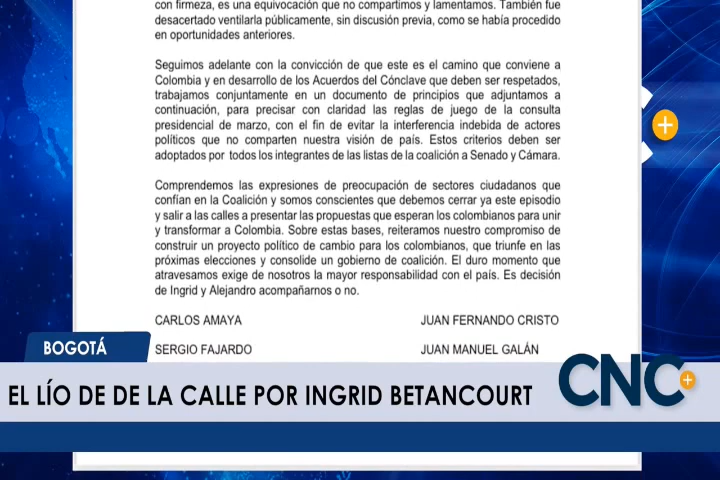 con firmeza, es una equivocación que no compartimos y lamentamos. También fue
desacertado ventilarla públicamente, sin discusión previa, como se había procedido
en oportunidades anteriores.
Seguimos adelante con la convicción de que este es el camino que conviene a
Colombia y en desarrollo de los Acuerdos del Cónclave que deben ser respetados,
trabajamos conjuntamente en un documento de principios que adjuntamos a
continuación, para precisar con claridad las reglas de juego de la consulta
presidencial de marzo, con el fin de evitar la interferencia indebida de actores
políticos que no comparten nuestra visión de país. Estos criterios deben ser
adoptados por todos los integrantes de las listas de la coalición a Senado y Cámara.
Comprendemos las expresiones de preocupación de sectores ciudadanos que
confían en la Coalición y somos conscientes que debemos cerrar ya este episodio
y salir a las calles a presentar las propuestas que esperan los colombianos para unir
y transformar a Colombia. Sobre estas bases, reiteramos nuestro compromiso de
construir un proyecto político de cambio para los colombianos, que triunfe en las
próximas elecciones y consolide un gobierno de coalición. El duro momento que
atravesamos exige de nosotros la mayor responsabilidad con el país. Es decisión
de Ingrid y Alejandro acompañarnos o no.
CARLOS AMAYA JUAN FERNANDO CRISTO
SERGIO FAJARDO JUAN MANUEL GALÁN
BOGOTÁ
EL LÍO DE DE LA CALLE POR INGRID BETANCOURT
CNC+